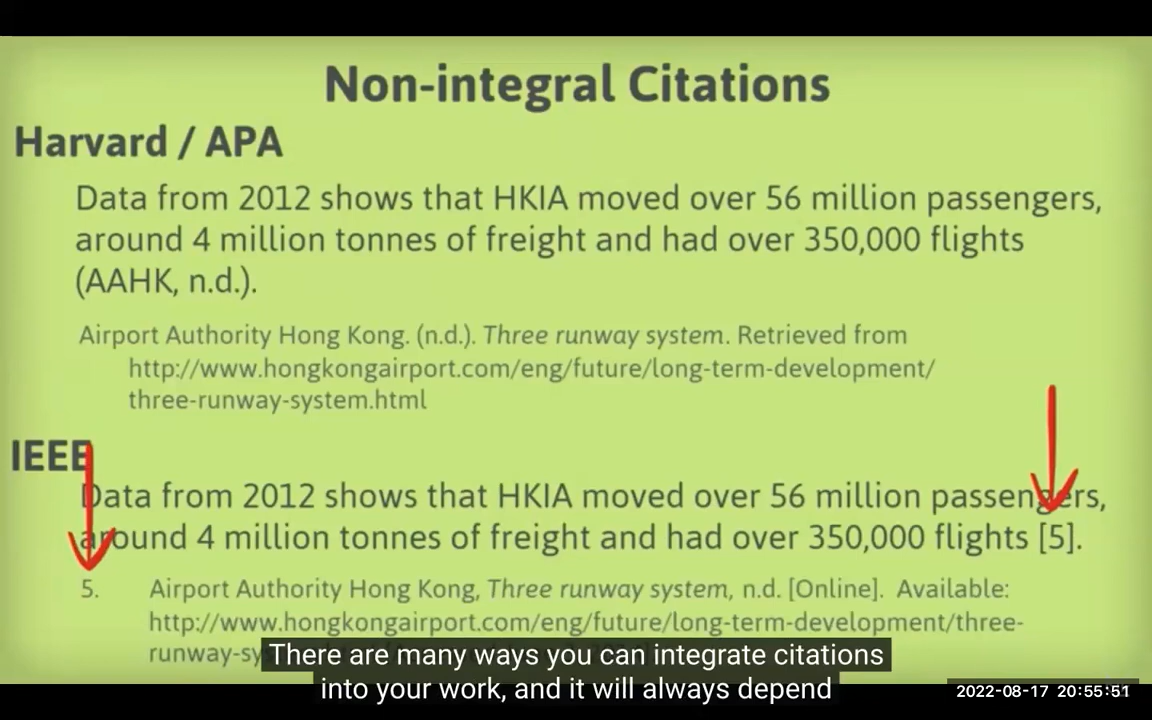 Non-integral Citations
Harvard / APA
Data from 2012 shows that HKIA moved over 56 million passengers,
around 4 million tonnes of freight and had over 350,000 flights
(AAHK, n.d.).
Airport Authority Hong Kong. (n.d.). Three runway system. Retrieved from
http://www.hongkongairport.com/eng/future/long-term-development/
three-runway-system.html
IEEE
Data from 2012 shows that HKIA moved over 56 million passengers,
around 4 million tonnes of freight and had over 350,000 flights [5].
5. Airport Authority Hong Kong, Three runway system, n.d. [Online]. Available:
http://www.hongkongairport.com/eng/future/long-term-development/three-
runway-sy
There are many ways you can integrate citations
into your work, and it will always depend
2022-08-17 20:55:51